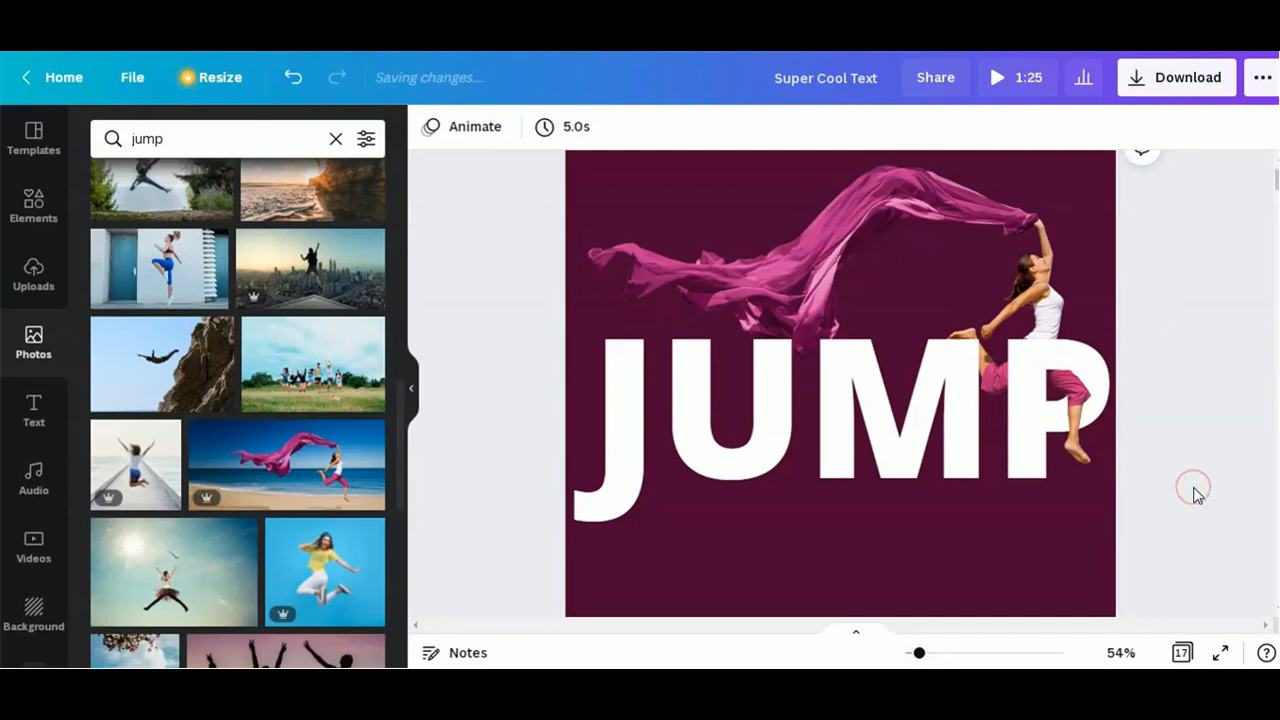 Home File Resize Saving changes.... Super Cool Text Share 1:25 Download
Templates
Elements
Uploads
Photos
Text
Audio
Videos
Background
jump
Animate 5.0s
JUMP
Notes 54% 17